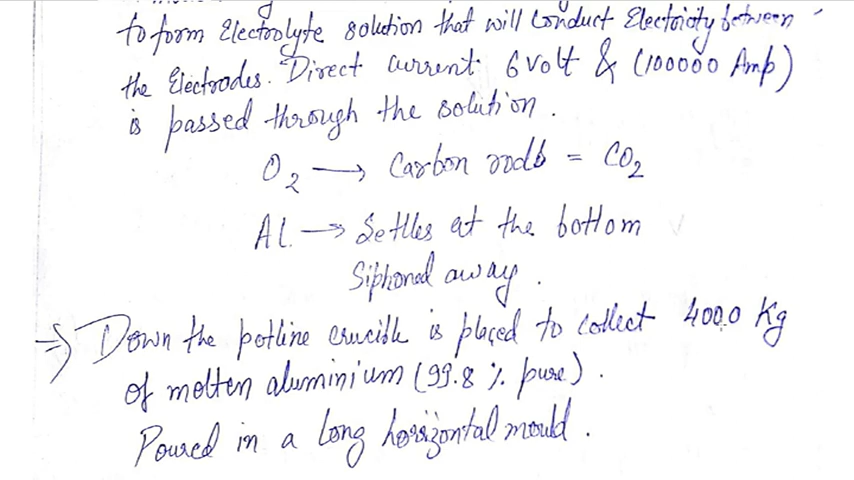 to form Electrolyte solution that will conduct Electricity between
the Electrodes. Direct current 6 volt & (100000 Amp)
is passed through the solution.
O2 → Carbon rods = CO2
Al. → Settles at the bottom
Siphoned away.
⇒ Down the potline crucible is placed to collect 4000 Kg
of molten aluminium (99.8 % pure).
Poured in a long horizontal mould.